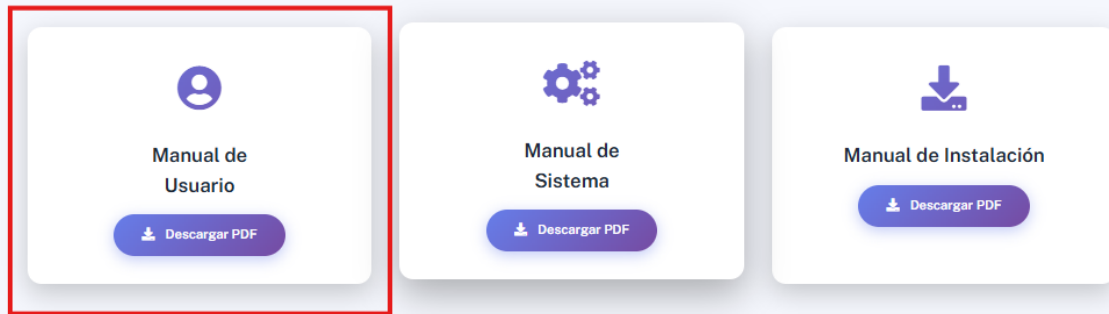 Manual de
Usuario
Descargar PDF
Manual de
Sistema
Descargar PDF
Manual de Instalación
Descargar PDF